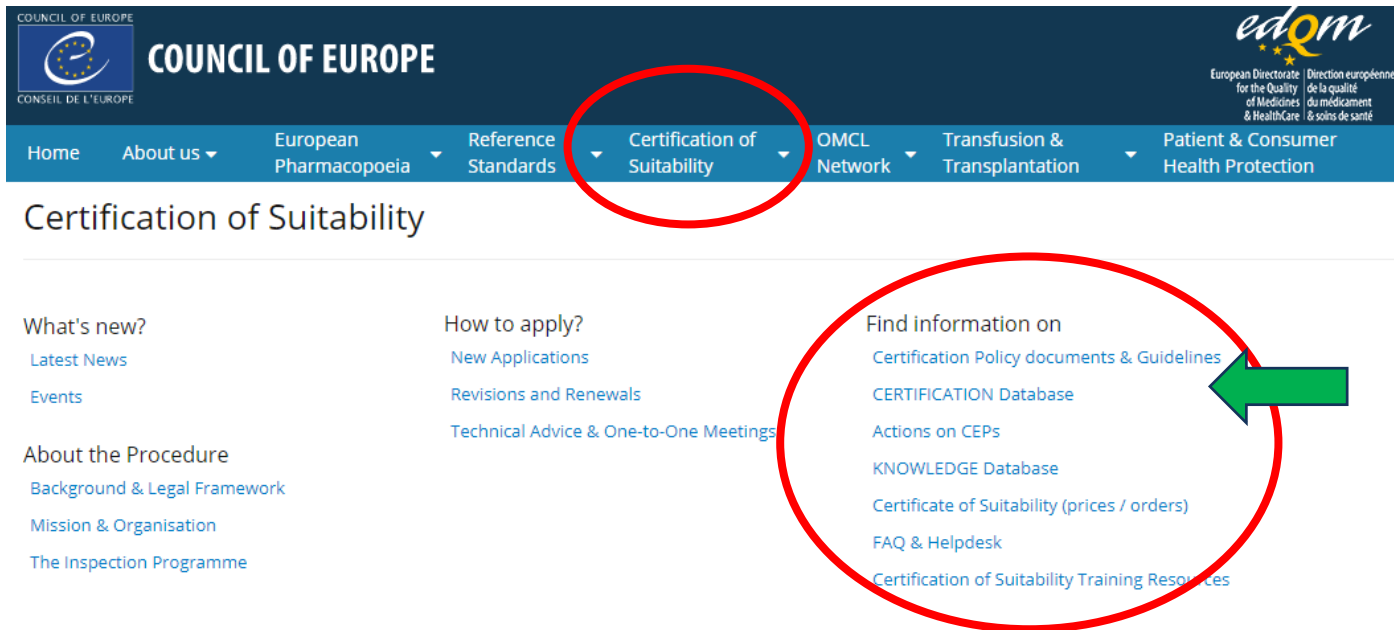 COUNCIL OF EUROPE
CONSEIL DE L'EUROPE
COUNCIL OF EUROPE
edQm
European Directorate | Direction européenne
for the Quality | de la qualité
of Medicines | du médicament
& HealthCare | & soins de santé
Home
About us
European
Pharmacopoeia
Reference
Standards
Certification of
Suitability
OMCL
Network
Transfusion &
Transplantation
Patient & Consumer
Health Protection
Certification of Suitability
What's new?
Latest News
Events
About the Procedure
Background & Legal Framework
Mission & Organisation
The Inspection Programme
How to apply?
New Applications
Revisions and Renewals
Technical Advice & One-to-One Meetings
Find information on
Certification Policy documents & Guidelines
CERTIFICATION Database
Actions on CEPs
KNOWLEDGE Database
Certificate of Suitability (prices / orders)
FAQ & Helpdesk
Certification of Suitability Training Resources